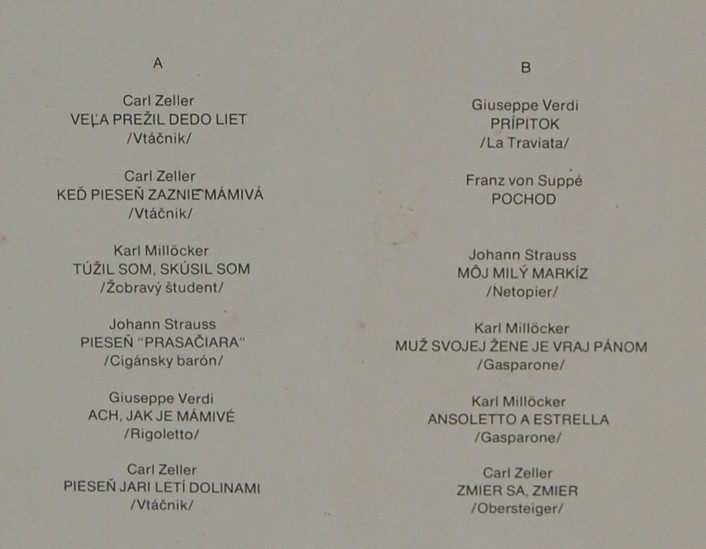 A
Carl Zeller
VEĽA PREŽIL DEDO LIET
/Vtáčnik/
Carl Zeller
KEĎ PIESEŇ ZAZNIE MÁMIVÁ
/Vtáčnik/
Karl Millöcker
TÚŽIL SOM, SKÚSIL SOM
/Žobravý študent/
Johann Strauss
PIESEŇ "PRASAČIARA"
/Cigánsky barón/
Giuseppe Verdi
ACH, JAK JE MÁMIVÉ
/Rigoletto/
Carl Zeller
PIESEŇ JARI LETÍ DOLINAMI
/Vtáčnik/
B
Giuseppe Verdi
PRÍPITOK
/La Traviata/
Franz von Suppé
POCHOD
Johann Strauss
MÔJ MILÝ MARKÍZ
/Netopier/
Karl Millöcker
MUŽ SVOJEJ ŽENE JE VRAJ PÁNOM
/Gasparone/
Karl Millöcker
ANSOLETTO A ESTRELLA
/Gasparone/
Carl Zeller
ZMIER SA, ZMIER
/Obersteiger/